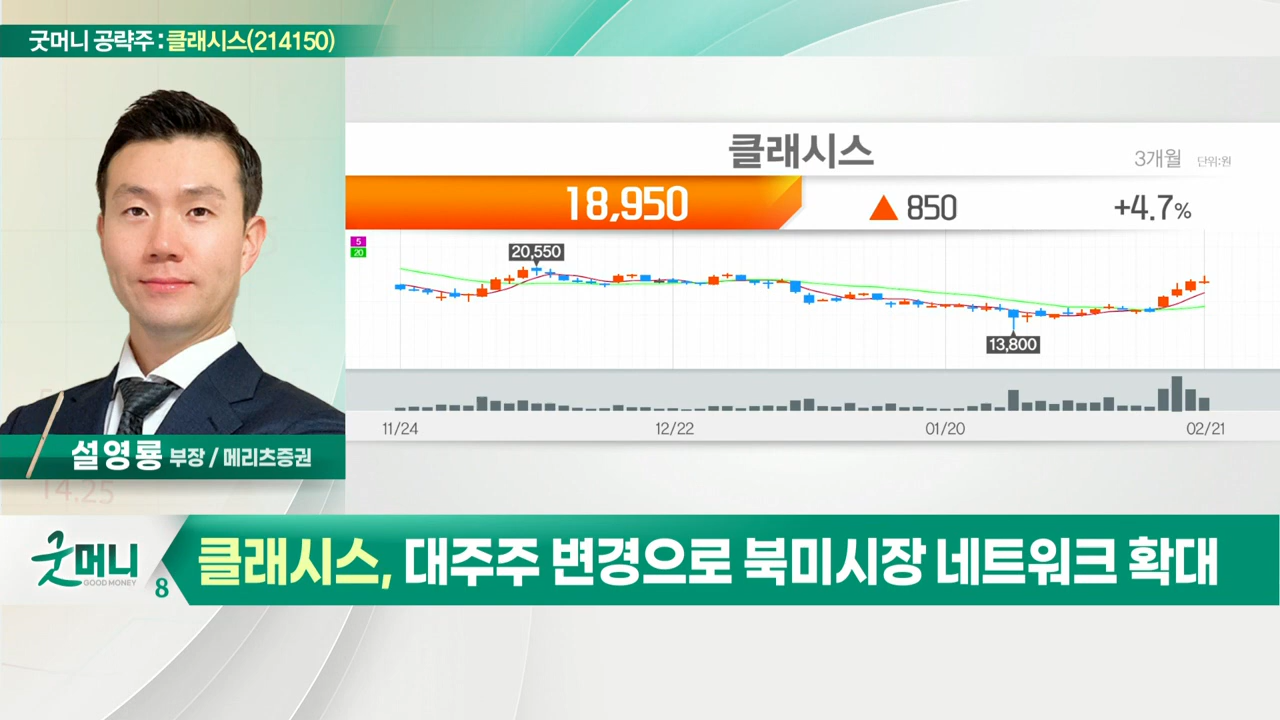 굿머니 공략주 : 클래시스(214150)
클래시스
3개월 단위:원
18,950 ▲ 850 +4.7%
5
20
20,550
13,800
11/24 12/22 01/20 02/21
설영룡 부장 / 메리츠증권
14.25
굿머니
GOOD MONEY
8
클래시스, 대주주 변경으로 북미시장 네트워크 확대